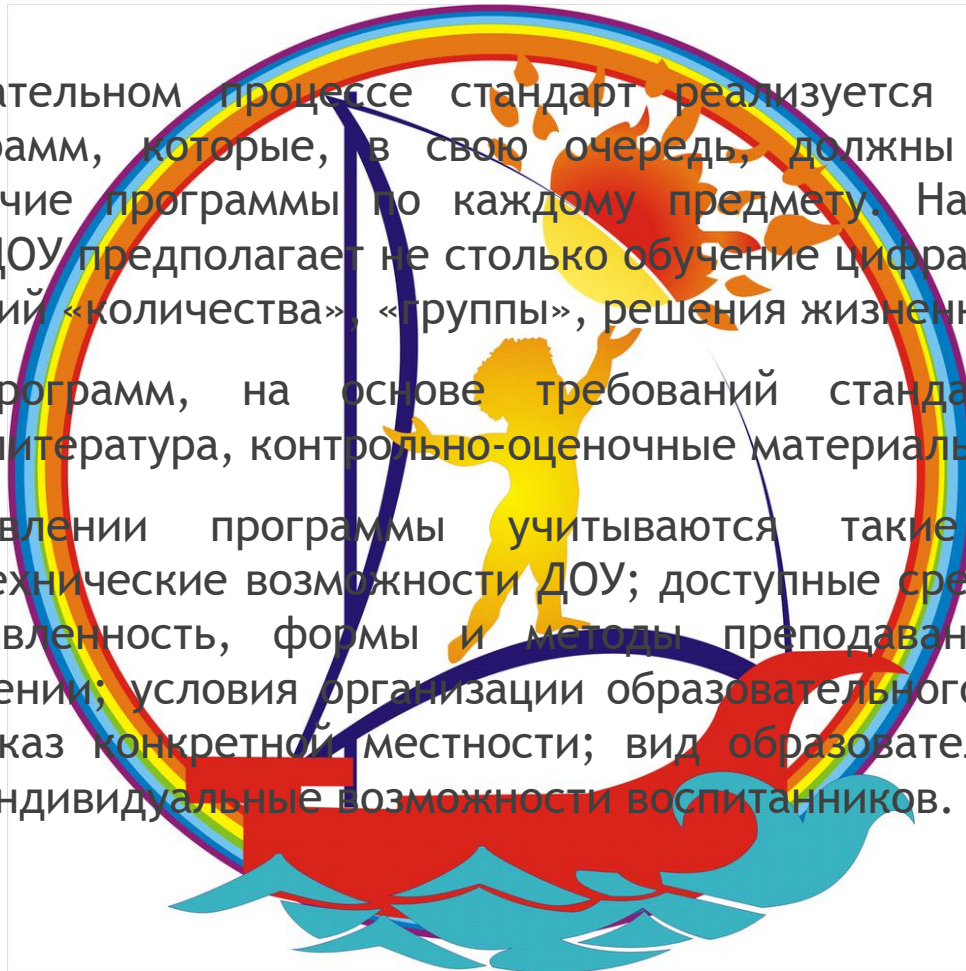 ательном процессе стандарт реализуется
рамм, которые, в свою очередь, должны
чие программы по каждому предмету. На
ДОУ предполагает не столько обучение цифра
ий «количества», «группы», решения жизненн
рограмм, на основе требований станда
литература, контрольно-оценочные материаль
влении программы учитываются такие
ехнические возможности ДОУ; доступные сре
вленность, формы и методы преподаван
ении; условия организации образовательного
каз конкретной местности; вид образовател
ндивидуальные возможности воспитанников.